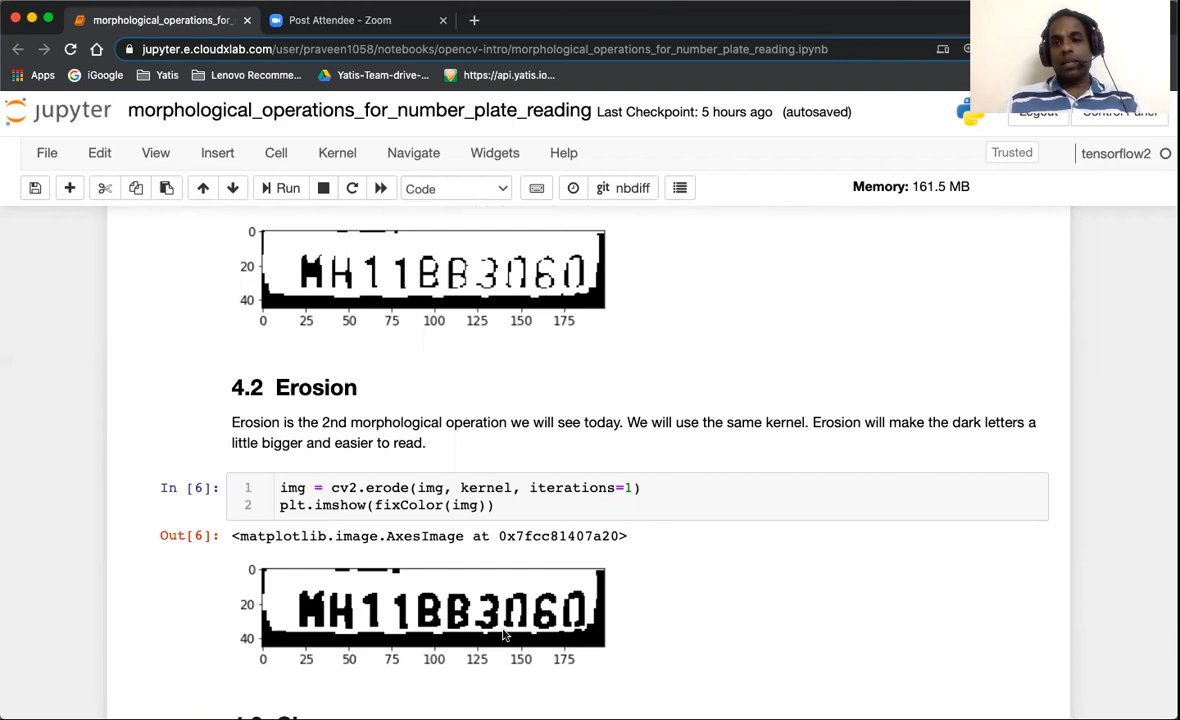 morphological_operations_for_
Post Attendee - Zoom
jupyter.e.cloudxlab.com/user/praveen1058/notebooks/opencv-intro/morphological_operations_for_number_plate_reading.ipynb
Apps iGoogle Yatis Lenovo Recomme... Yatis-Team-drive-... https://api.yatis.io...
jupyter morphological_operations_for_number_plate_reading Last Checkpoint: 5 hours ago (autosaved)
Logout Control Panel
File Edit View Insert Cell Kernel Navigate Widgets Help Trusted tensorflow2
Run Code git nbdiff Memory: 161.5 MB
0
20
40
MH11BB3060
0 25 50 75 100 125 150 175
4.2 Erosion
Erosion is the 2nd morphological operation we will see today. We will use the same kernel. Erosion will make the dark letters a
little bigger and easier to read.
In [6]: 1 img = cv2.erode(img, kernel, iterations=1)
2 plt.imshow(fixColor(img))
Out[6]: <matplotlib.image.AxesImage at 0x7fcc81407a20>
0
20
40
MH11BB3060
0 25 50 75 100 125 150 175